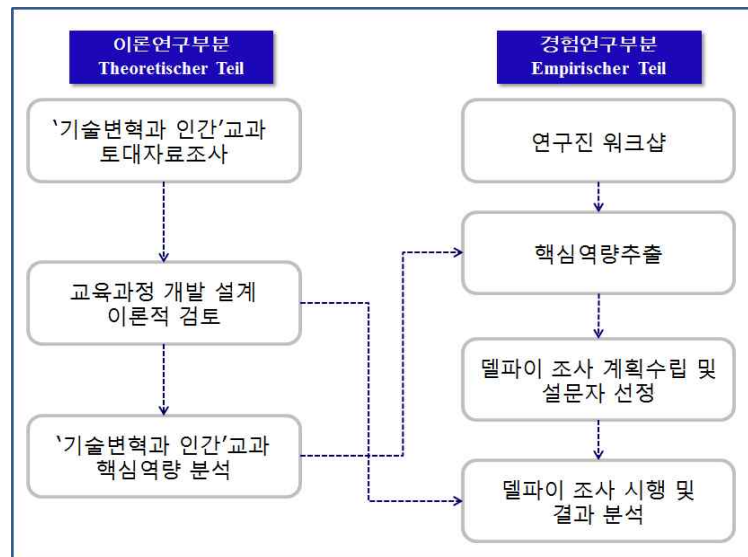 이론연구부분
Theoretischer Teil
‘기술변혁과 인간’교과
토대자료조사
교육과정 개발 설계
이론적 검토
‘기술변혁과 인간’교과
핵심역량 분석
경험연구부분
Empirischer Teil
연구진 워크샵
핵심역량추출
델파이 조사 계획수립 및
설문자 선정
델파이 조사 시행 및
결과 분석